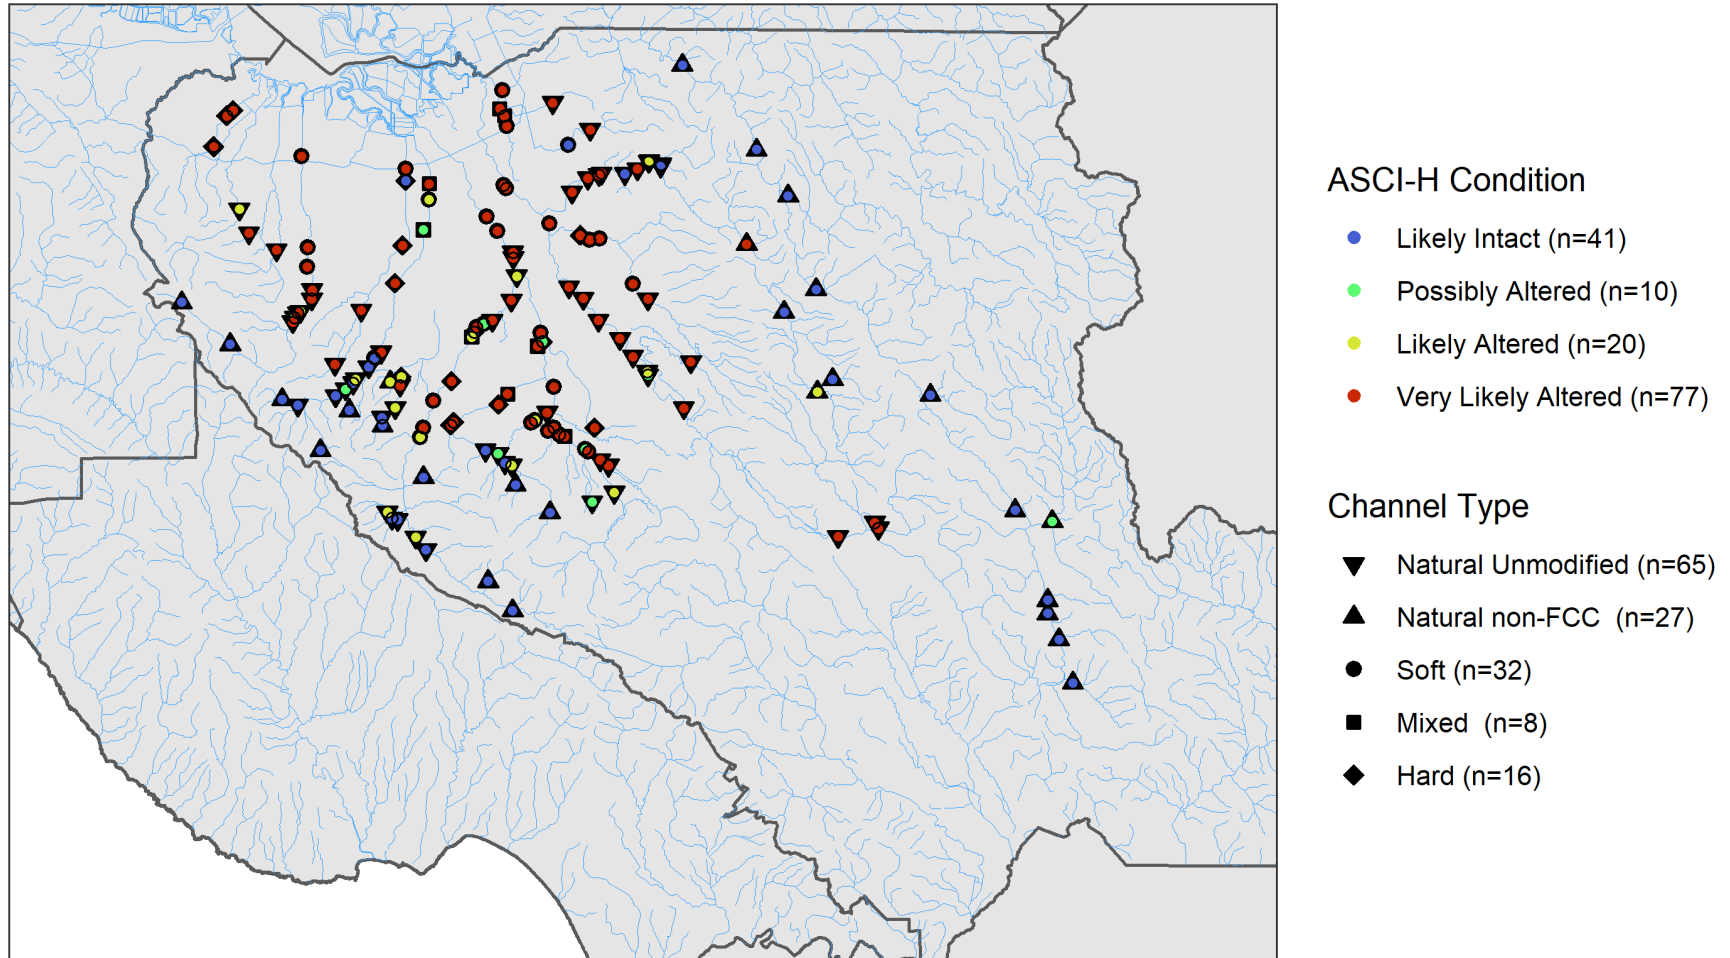 ASCI-H Condition
Likely Intact (n=41)
Possibly Altered (n=10)
Likely Altered (n=20)
Very Likely Altered (n=77)
Channel Type
Natural Unmodified (n=65)
Natural non-FCC (n=27)
Soft (n=32)
Mixed (n=8)
Hard (n=16)